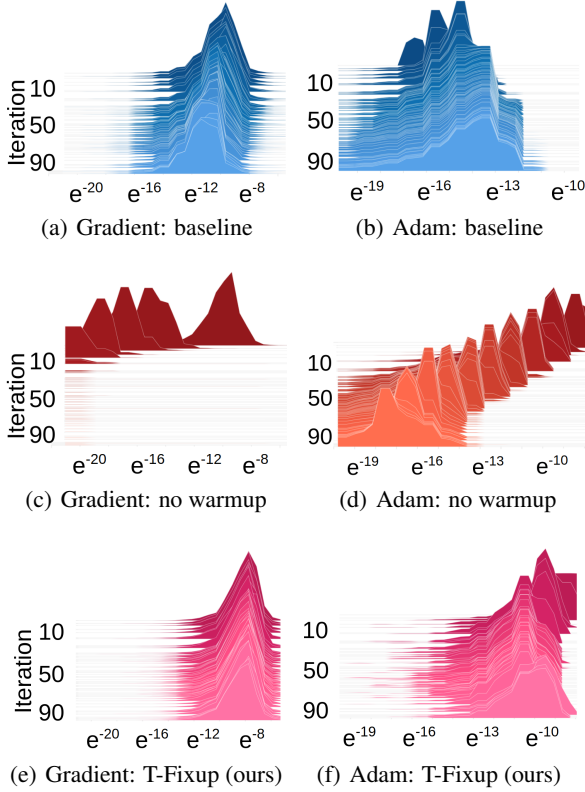 Iteration
10
50
90
e-20 e-16 e-12 e-8
(a) Gradient: baseline
10
50
90
e-19 e-16 e-13 e-10
(b) Adam: baseline
Iteration
10
50
90
e-20 e-16 e-12 e-8
(c) Gradient: no warmup
10
50
90
e-19 e-16 e-13 e-10
(d) Adam: no warmup
Iteration
10
50
90
e-20 e-16 e-12 e-8
(e) Gradient: T-Fixup (ours)
10
50
90
e-19 e-16 e-13 e-10
(f) Adam: T-Fixup (ours)